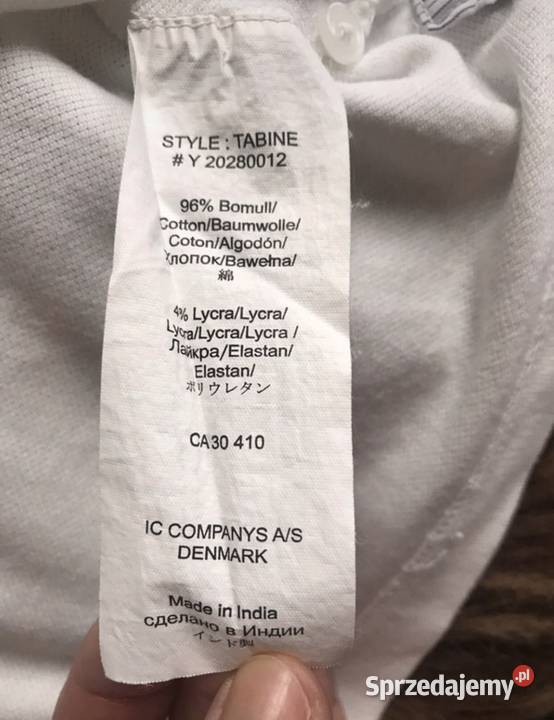 STYLE : TABINE
# Y 20280012
96% Bomull/
Cotton/Baumwolle/
Coton/Algodón/
Хлопок/Bawełna/
綿
4% Lycra/Lycra/
Lycra/Lycra/Lycra /
Лайкра/Elastan/
Elastan/
ポリウレタン
CA 30 410
IC COMPANYS A/S
DENMARK
Made in India
сделано в Индии
インド製
Sprzedajemy.pl